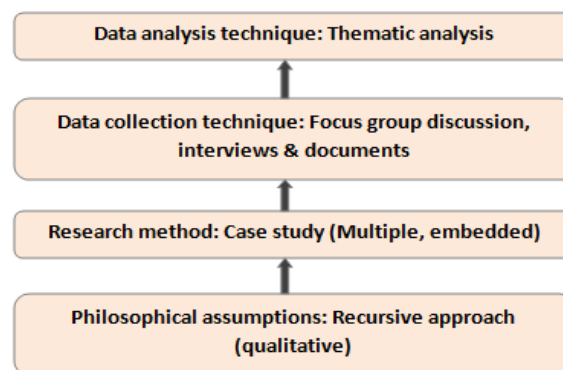 Data analysis technique: Thematic analysis
Data collection technique: Focus group discussion,
interviews & documents
Research method: Case study (Multiple, embedded)
Philosophical assumptions: Recursive approach
(qualitative)